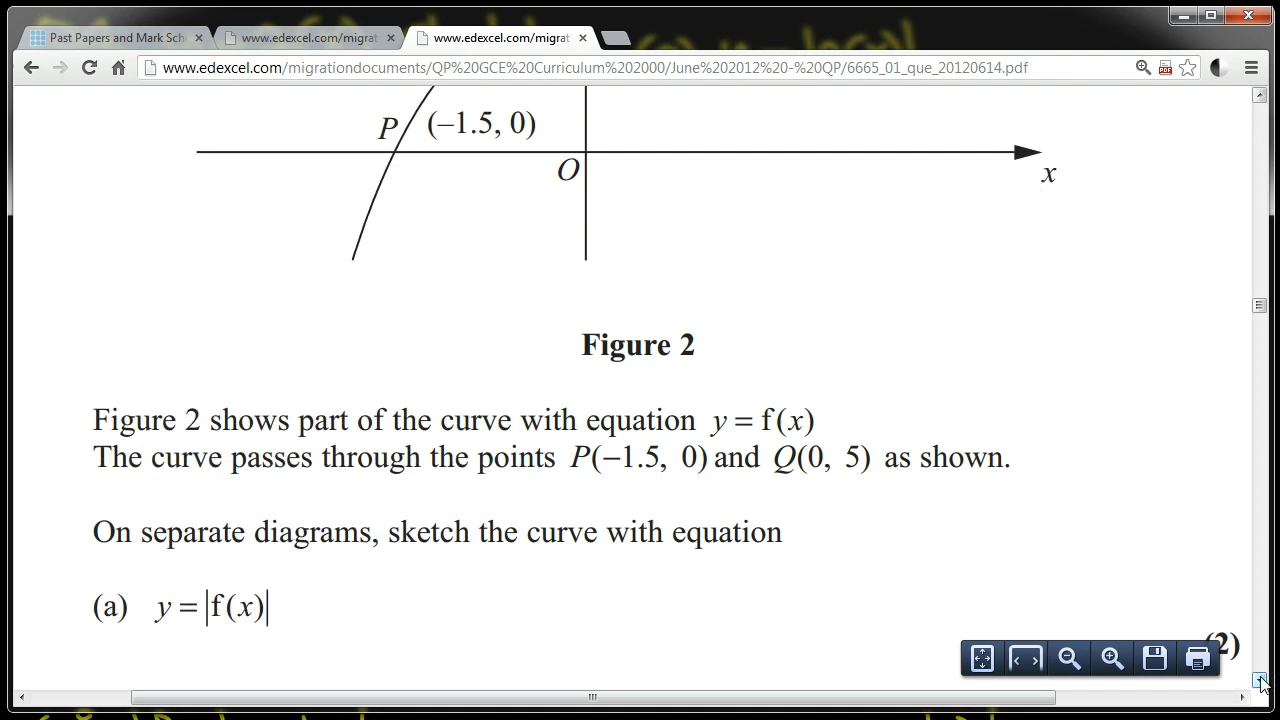 Past Papers and Mark Sch
www.edexcel.com/migrat
www.edexcel.com/migrat
www.edexcel.com/migrationdocuments/QP%20GCE%20Curriculum%202000/June%202012%20-%20QP/6665_01_que_20120614.pdf
P (–1.5, 0)
O
x
Figure 2
Figure 2 shows part of the curve with equation y = f(x)
The curve passes through the points P(−1.5, 0) and Q(0, 5) as shown.
On separate diagrams, sketch the curve with equation
(a) y = |f(x)|
(2)